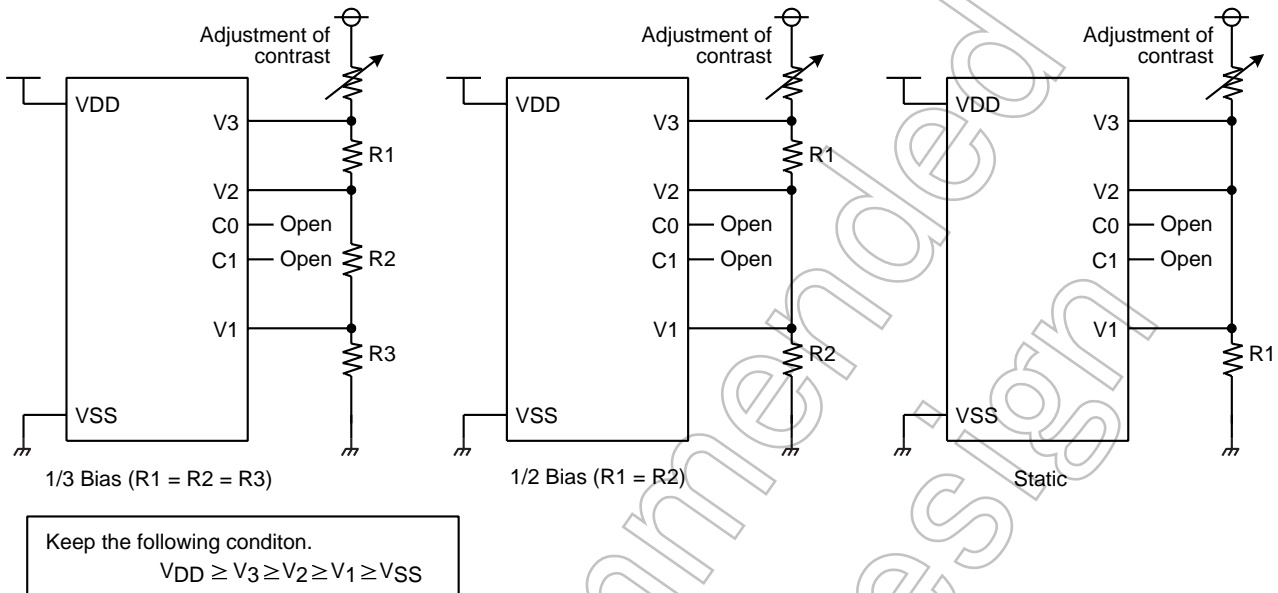 Adjustment of
contrast
VDD
V3
R1
V2
C0
Open
C1
Open
R2
V1
R3
VSS
1/3 Bias (R1 = R2 = R3)
Adjustment of
contrast
VDD
V3
R1
V2
C0
Open
C1
Open
V1
R2
VSS
1/2 Bias (R1 = R2)
Adjustment of
contrast
VDD
V3
V2
C0
Open
C1
Open
V1
R1
VSS
Static
Keep the following conditon.
VDD ≥ V3 ≥ V2 ≥ V1 ≥ VSS
mmended
esign